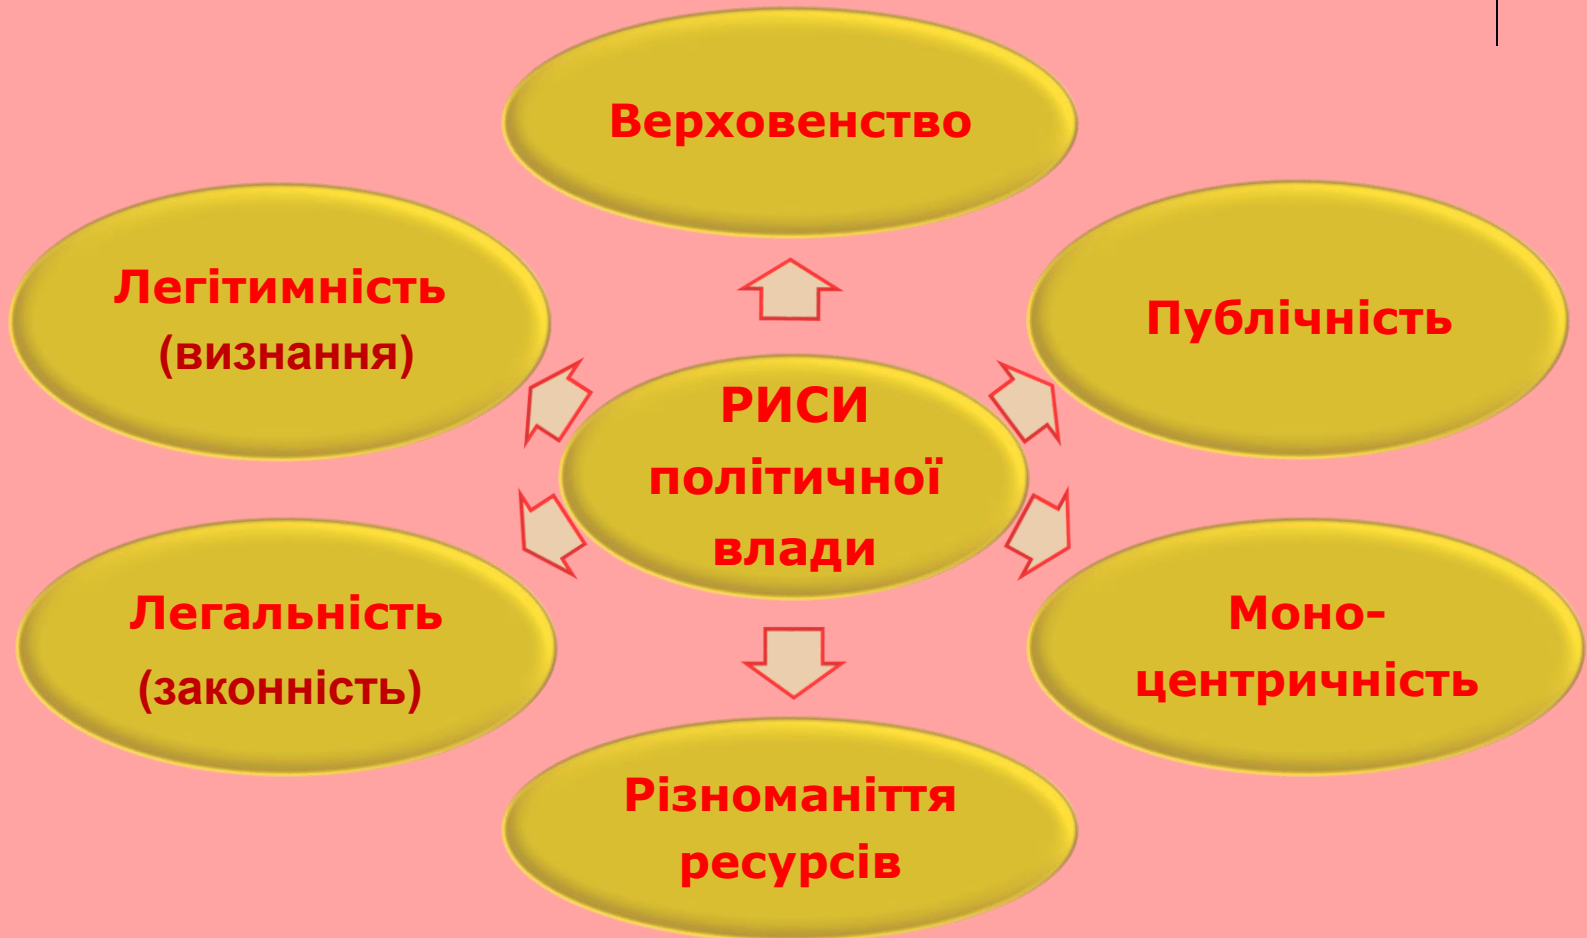 Верховенство
Легітимність
(визнання)
Публічність
РИСИ
політичної
влади
Легальність
(законність)
Моно-
центричність
Різноманіття
ресурсів